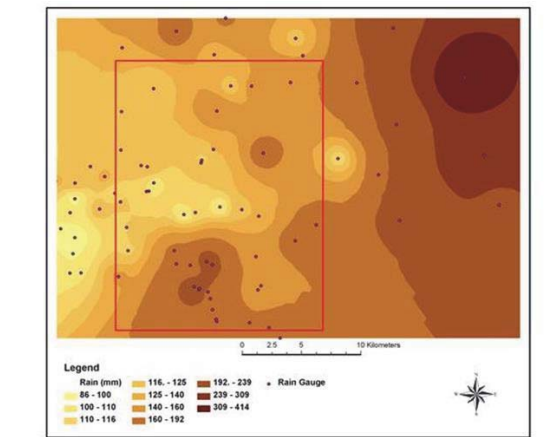 0 2.5 5 10 Kilometers
Legend
Rain (mm)
86 - 100
100 - 110
110 - 116
116. - 125
125 - 140
140 - 160
160 - 192
192. - 239
239 - 309
309 - 414
Rain Gauge